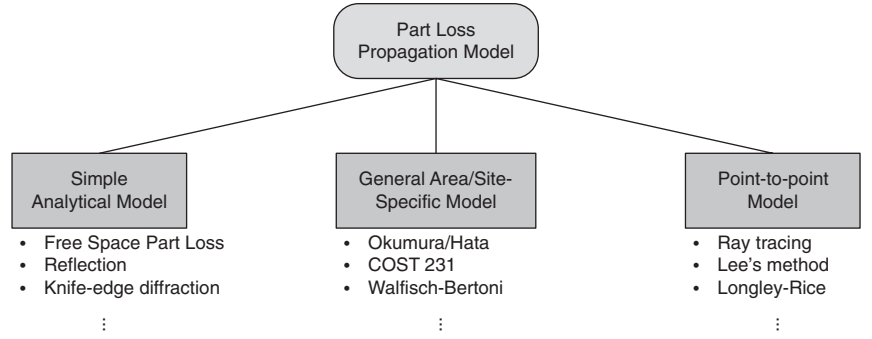 Part Loss
Propagation Model
Simple
Analytical Model
• Free Space Part Loss
• Reflection
• Knife-edge diffraction
⋮
General Area/Site-
Specific Model
• Okumura/Hata
• COST 231
• Walfisch-Bertoni
⋮
Point-to-point
Model
• Ray tracing
• Lee's method
• Longley-Rice
⋮